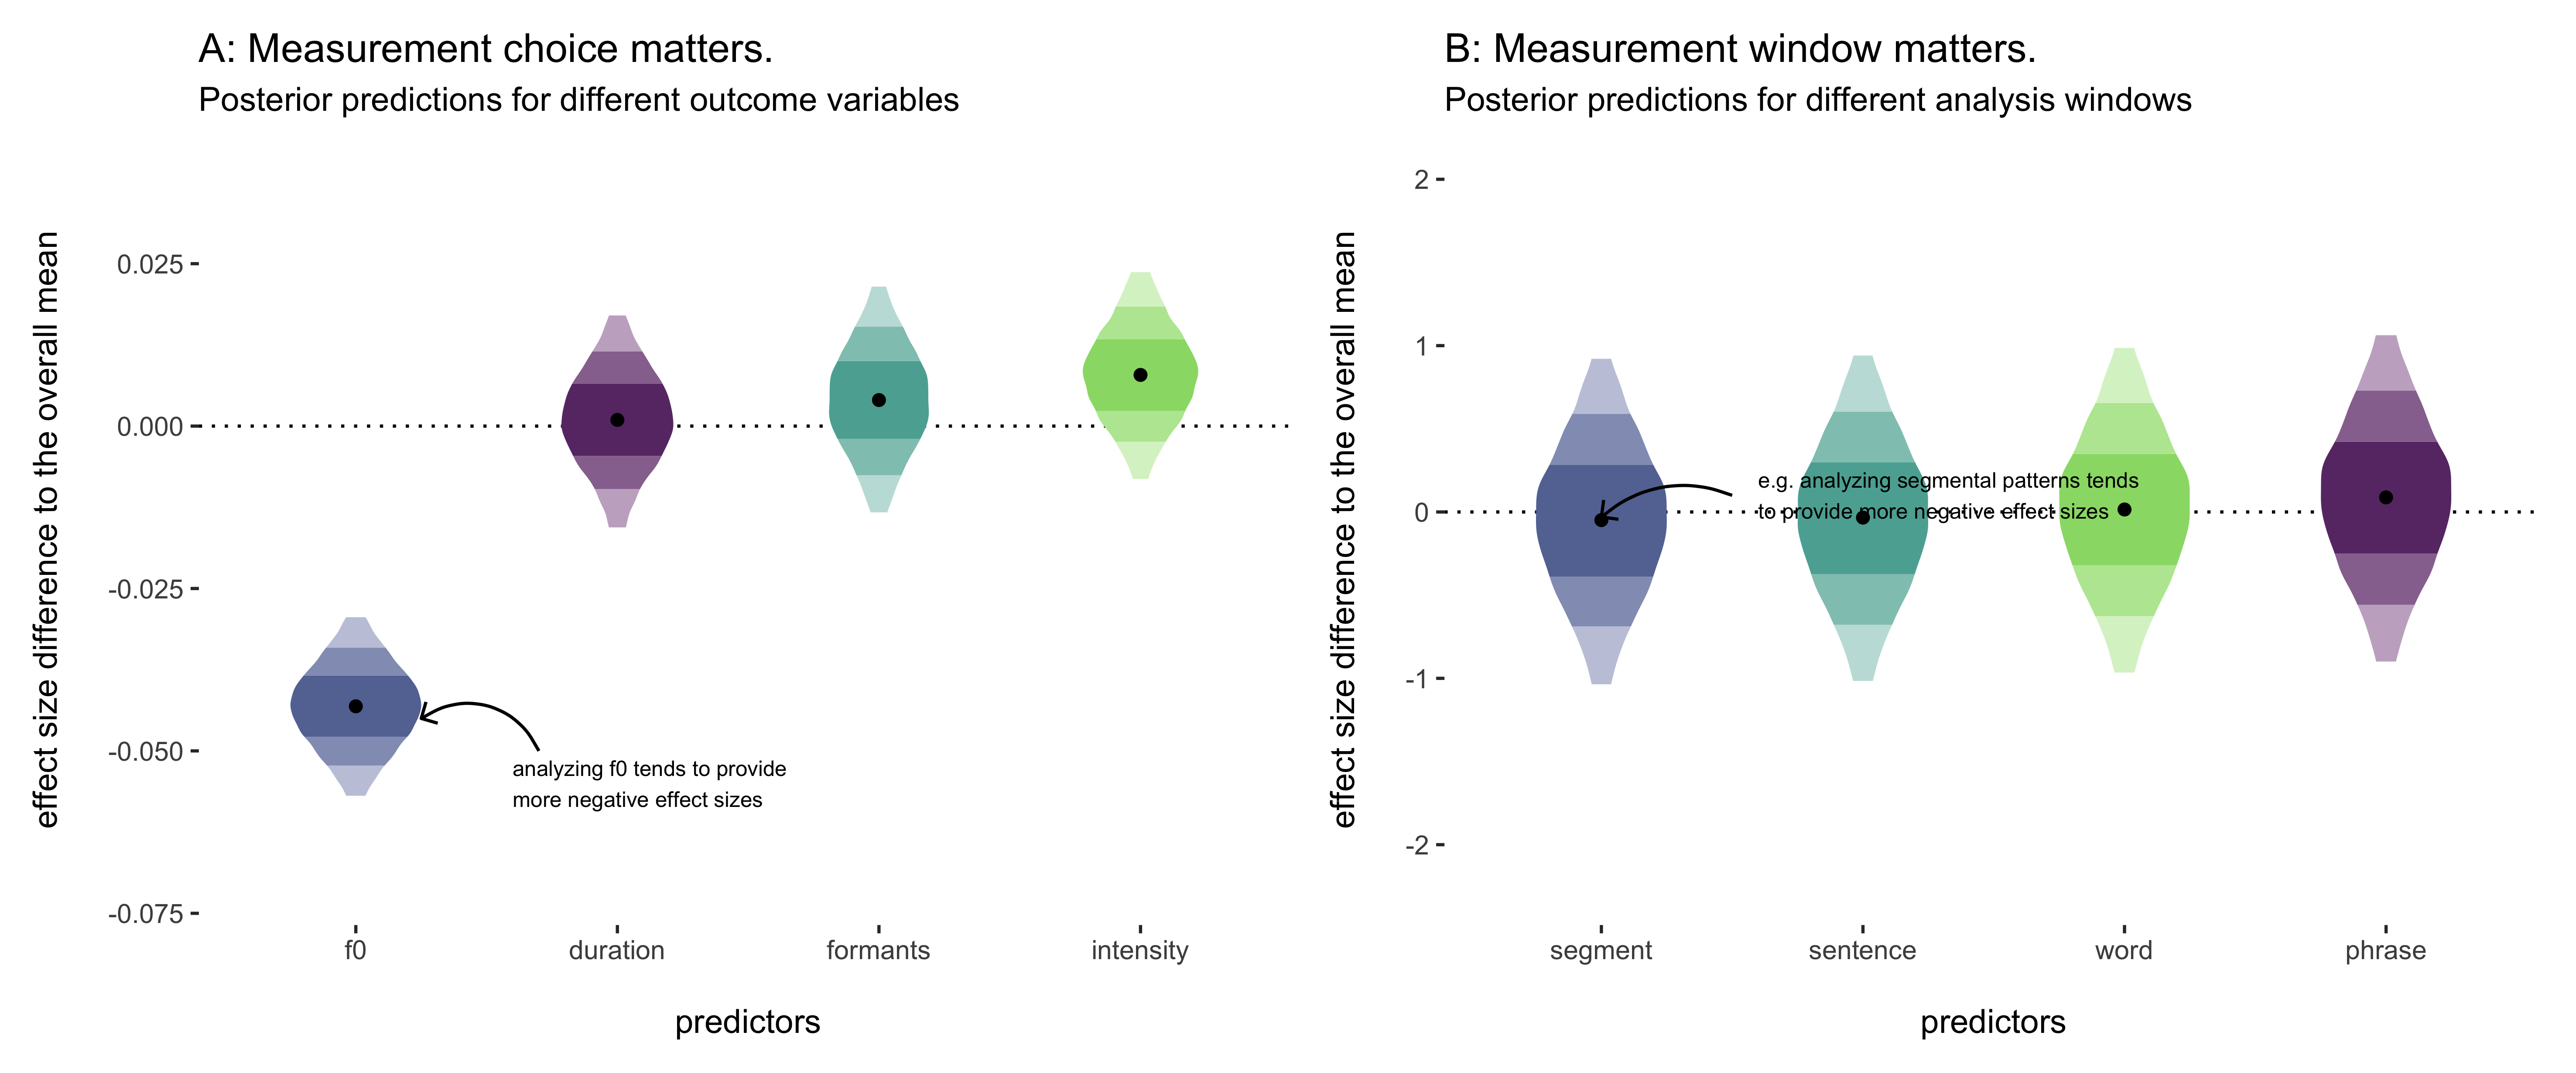 A: Measurement choice matters.
Posterior predictions for different outcome variables
effect size difference to the overall mean
0.025
0.000
-0.025
-0.050
-0.075
analyzing f0 tends to provide
more negative effect sizes
f0
duration
formants
intensity
predictors
B: Measurement window matters.
Posterior predictions for different analysis windows
effect size difference to the overall mean
2
1
0
-1
-2
e.g. analyzing segmental patterns tends
to provide more negative effect sizes
segment
sentence
word
phrase
predictors